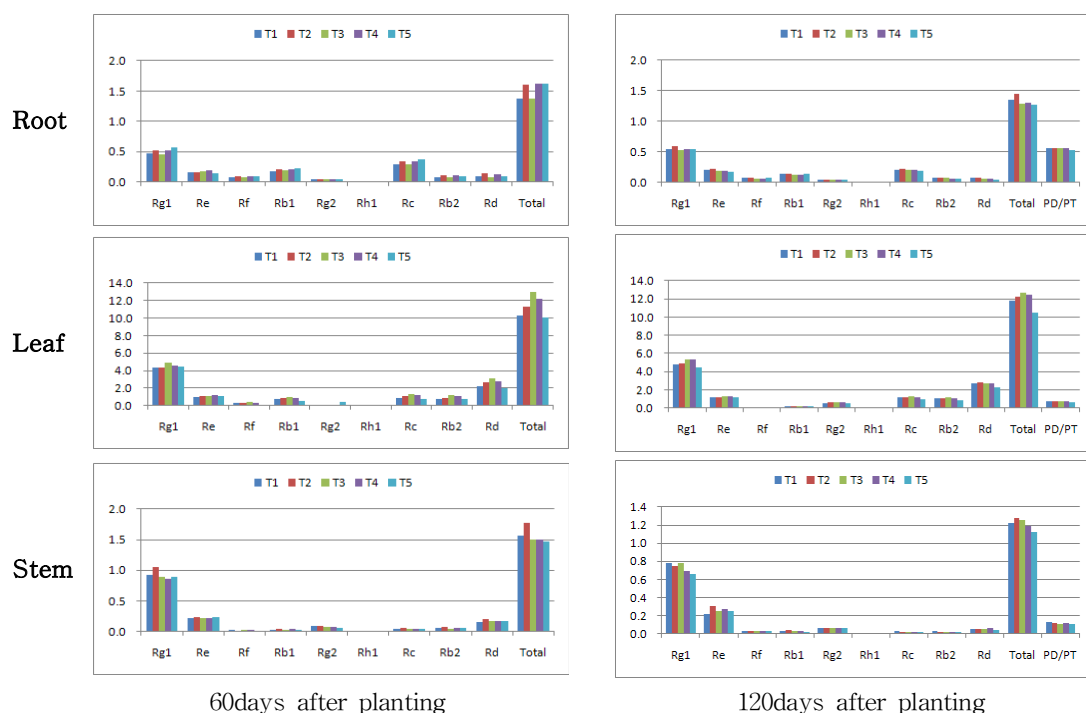 T1 T2 T3 T4 T5
2.0
1.5
1.0
0.5
0.0
Rg1 Re Rf Rb1 Rg2 Rh1 Rc Rb2 Rd Total
T1 T2 T3 T4 T5
2.0
1.5
1.0
0.5
0.0
Rg1 Re Rf Rb1 Rg2 Rh1 Rc Rb2 Rd Total PD/PT
Root
T1 T2 T3 T4 T5
14.0
12.0
10.0
8.0
6.0
4.0
2.0
0.0
Rg1 Re Rf Rb1 Rg2 Rh1 Rc Rb2 Rd Total
T1 T2 T3 T4 T5
14.0
12.0
10.0
8.0
6.0
4.0
2.0
0.0
Rg1 Re Rf Rb1 Rg2 Rh1 Rc Rb2 Rd Total PD/PT
Leaf
T1 T2 T3 T4 T5
2.0
1.5
1.0
0.5
0.0
Rg1 Re Rf Rb1 Rg2 Rh1 Rc Rb2 Rd Total
T1 T2 T3 T4 T5
1.4
1.2
1.0
0.8
0.6
0.4
0.2
0.0
Rg1 Re Rf Rb1 Rg2 Rh1 Rc Rb2 Rd Total PD/PT
Stem
60days after planting
120days after planting